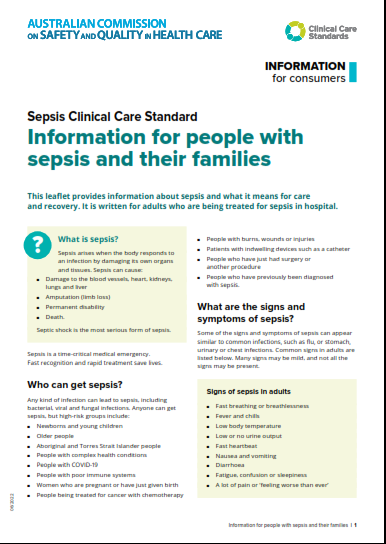 AUSTRALIAN COMMISSION
ON SAFETY AND QUALITY IN HEALTH CARE
Clinical Care
Standards
INFORMATION
for consumers
Sepsis Clinical Care Standard
Information for people with
sepsis and their families
This leaflet provides information about sepsis and what it means for care
and recovery. It is written for adults who are being treated for sepsis in hospital.
?
What is sepsis?
Sepsis arises when the body responds to
an infection by damaging its own organs
and tissues. Sepsis can cause:
• Damage to the blood vessels, heart, kidneys,
lungs and liver
• Amputation (limb loss)
• Permanent disability
• Death.
Septic shock is the most serious form of sepsis.
Sepsis is a time-critical medical emergency.
Fast recognition and rapid treatment save lives.
Who can get sepsis?
Any kind of infection can lead to sepsis, including
bacterial, viral and fungal infections. Anyone can get
sepsis, but high-risk groups include:
• Newborns and young children
• Older people
• Aboriginal and Torres Strait Islander people
• People with complex health conditions
• People with COVID-19
• People with poor immune systems
• Women who are pregnant or have just given birth
• People being treated for cancer with chemotherapy
• People with burns, wounds or injuries
• Patients with indwelling devices such as a catheter
• People who have just had surgery or
another procedure
• People who have previously been diagnosed
with sepsis.
What are the signs and
symptoms of sepsis?
Some of the signs and symptoms of sepsis can appear
similar to common infections, such as flu, or stomach,
urinary or chest infections. Common signs in adults are
listed below. Many signs may be mild, and not all the
signs may be present.
Signs of sepsis in adults
• Fast breathing or breathlessness
• Fever and chills
• Low body temperature
• Low or no urine output
• Fast heartbeat
• Nausea and vomiting
• Diarrhoea
• Fatigue, confusion or sleepiness
• A lot of pain or 'feeling worse than ever'
Information for people with sepsis and their families | 1